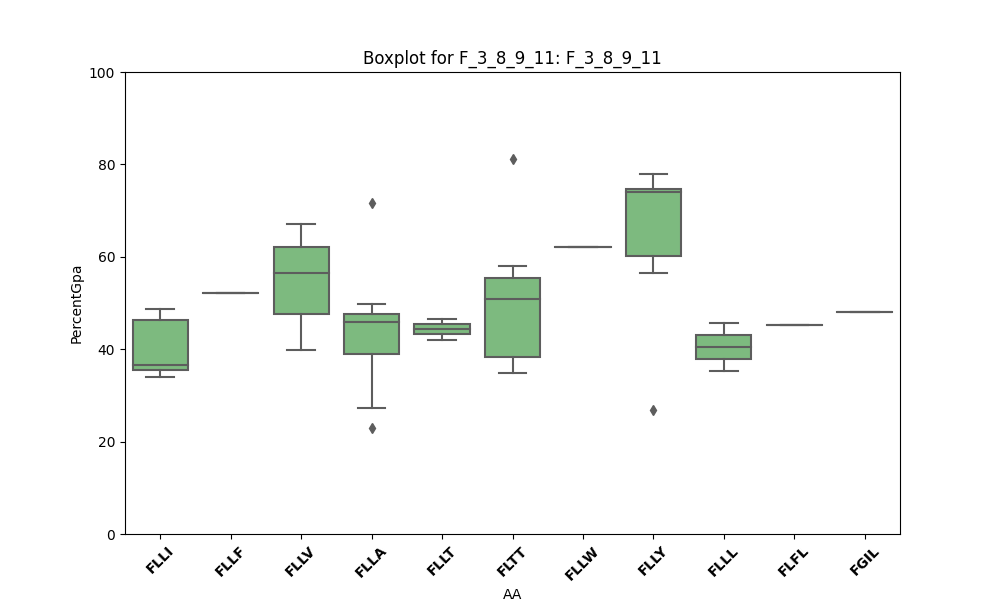 Boxplot for F_3_8_9_11: F_3_8_9_11
100
80
60
40
20
0
PercentGpa
FLLI FLLF FLLV FLLA FLLT FLTT FLLW FLLY FLLL FLFL FGIL
AA